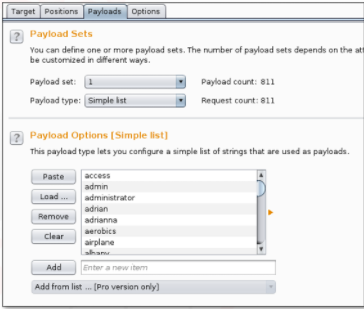 Target Positions Payloads Options
? Payload Sets
You can define one or more payload sets. The number of payload sets depends on the att
be customized in different ways.
Payload set: 1 Payload count: 811
Payload type: Simple list Request count: 811
? Payload Options [Simple list]
This payload type lets you configure a simple list of strings that are used as payloads.
Paste
Load ...
Remove
Clear
access
admin
administrator
adrian
adrianna
aerobics
airplane
albany
Add Enter a new item
Add from list ... [Pro version only]